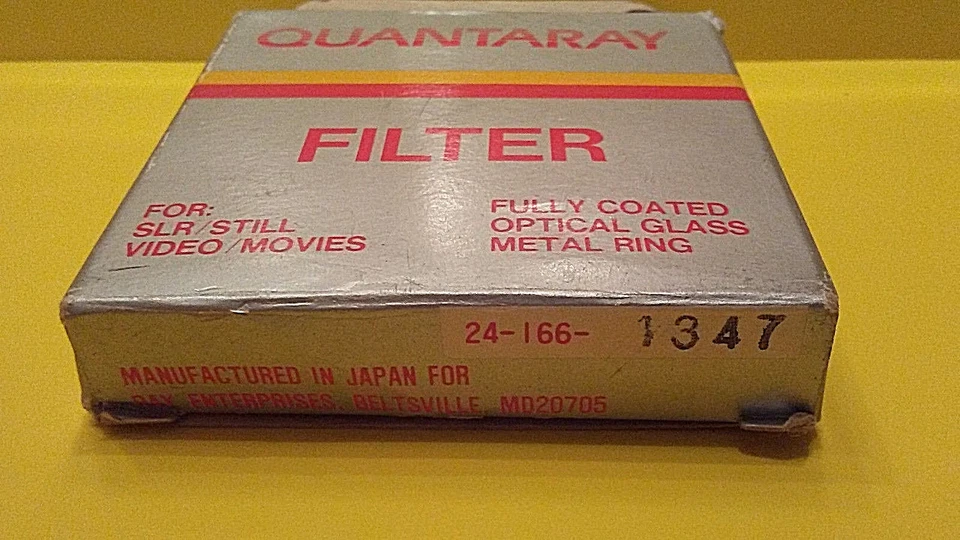 QUANTARAY
FILTER
FOR:
SLR/STILL
VIDEO/MOVIES
FULLY COATED
OPTICAL GLASS
METAL RING
24-166- 1347
MANUFACTURED IN JAPAN FOR
RAY ENTERPRISES, BELTSVILLE, MD20705